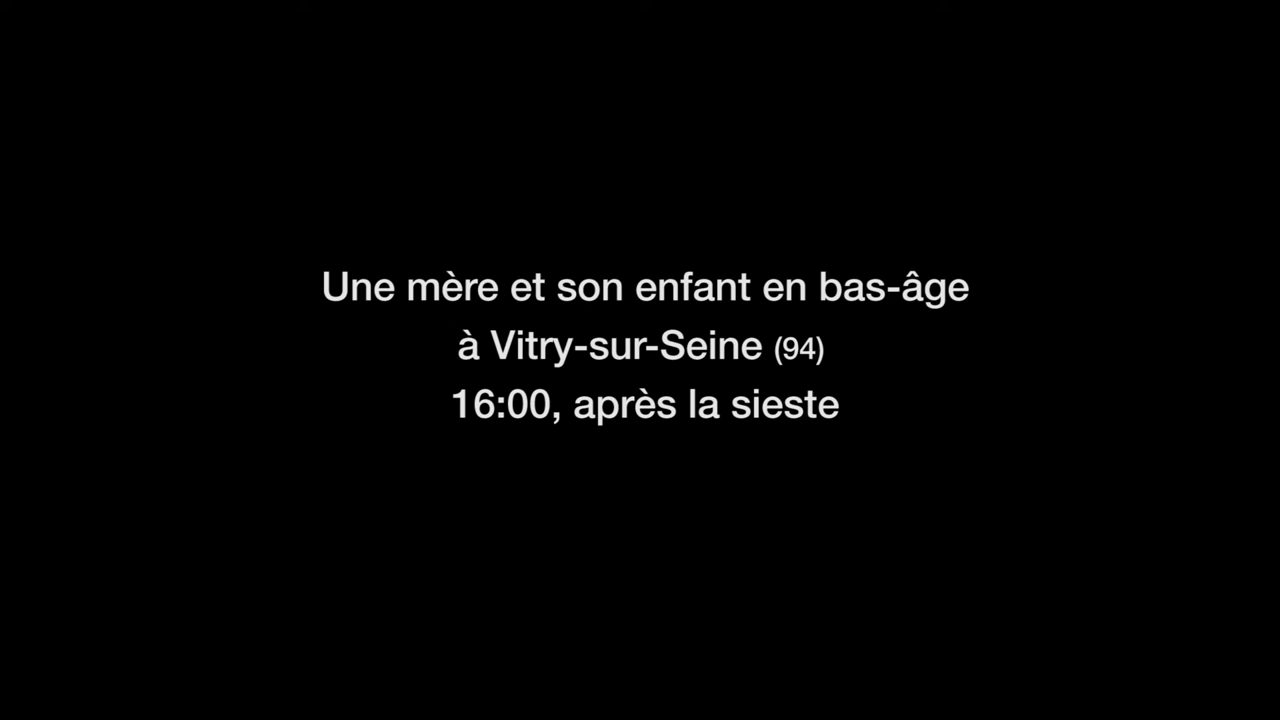 Une mère et son enfant en bas-âge
à Vitry-sur-Seine (94)
16:00, après la sieste